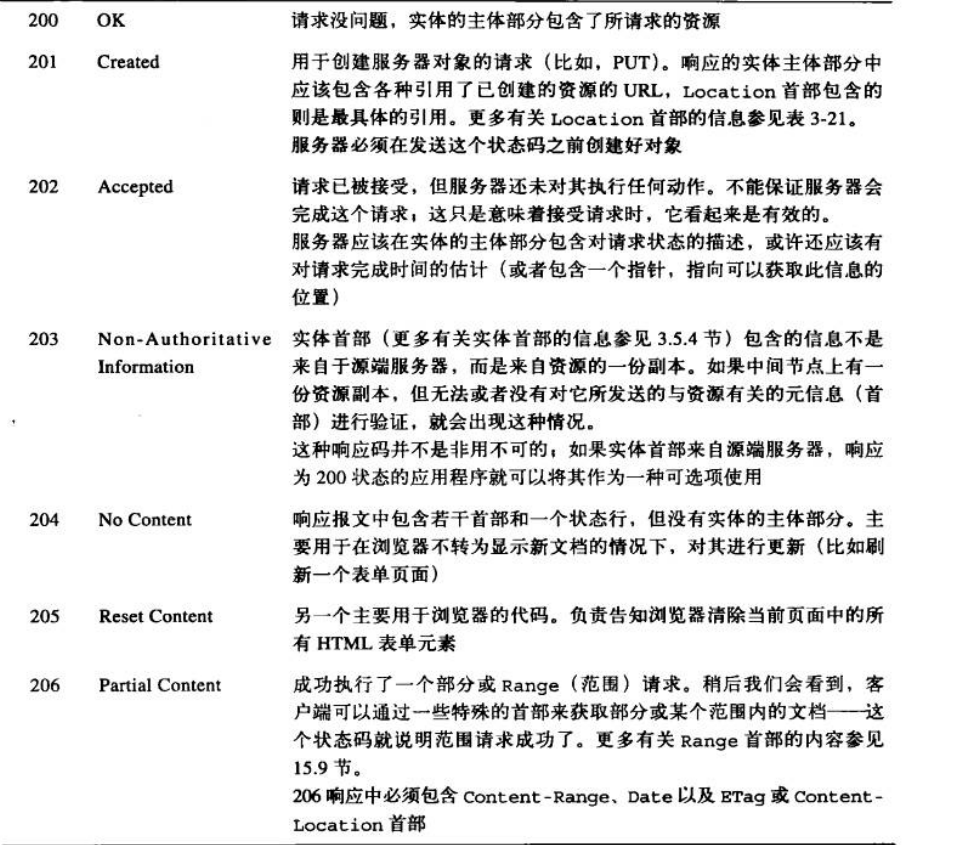 200 OK 请求没问题，实体的主体部分包含了所请求的资源
201 Created 用于创建服务器对象的请求（比如，PUT）。响应的实体主体部分中
应该包含各种引用了已创建的资源的 URL，Location 首部包含的
则是最具体的引用。更多有关 Location 首部的信息参见表 3-21。
服务器必须在发送这个状态码之前创建好对象
202 Accepted 请求已被接受，但服务器还未对其执行任何动作。不能保证服务器会
完成这个请求；这只是意味着接受请求时，它看起来是有效的。
服务器应该在实体的主体部分包含对请求状态的描述，或许还应该有
对请求完成时间的估计（或者包含一个指针，指向可以获取此信息的
位置）
203 Non-Authoritative 实体首部（更多有关实体首部的信息参见 3.5.4 节）包含的信息不是
Information 来自于源端服务器，而是来自资源的一份副本。如果中间节点上有一
份资源副本，但无法或者没有对它所发送的与资源有关的元信息（首
部）进行验证，就会出现这种情况。
这种响应码并不是非用不可的；如果实体首部来自源端服务器，响应
为 200 状态的应用程序就可以将其作为一种可选项使用
204 No Content 响应报文中包含若干首部和一个状态行，但没有实体的主体部分。主
要用于在浏览器不转为显示新文档的情况下，对其进行更新（比如刷
新一个表单页面）
205 Reset Content 另一个主要用于浏览器的代码。负责告知浏览器清除当前页面中的所
有 HTML 表单元素
206 Partial Content 成功执行了一个部分或 Range（范围）请求。稍后我们会看到，客
户端可以通过一些特殊的首部来获取部分或某个范围内的文档——这
个状态码就说明范围请求成功了。更多有关 Range 首部的内容参见
15.9 节。
206 响应中必须包含 Content-Range、Date 以及 ETag 或 Content-
Location 首部